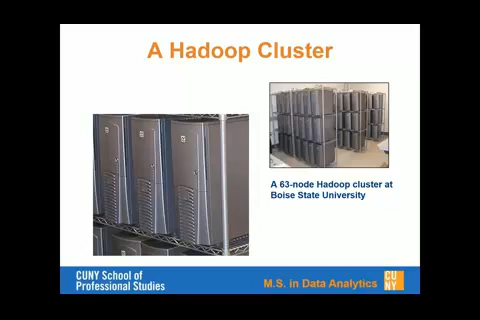 A Hadoop Cluster
A 63-node Hadoop cluster at
Boise State University
CUNY School of
Professional Studies
M.S. in Data Analytics
CU
NY